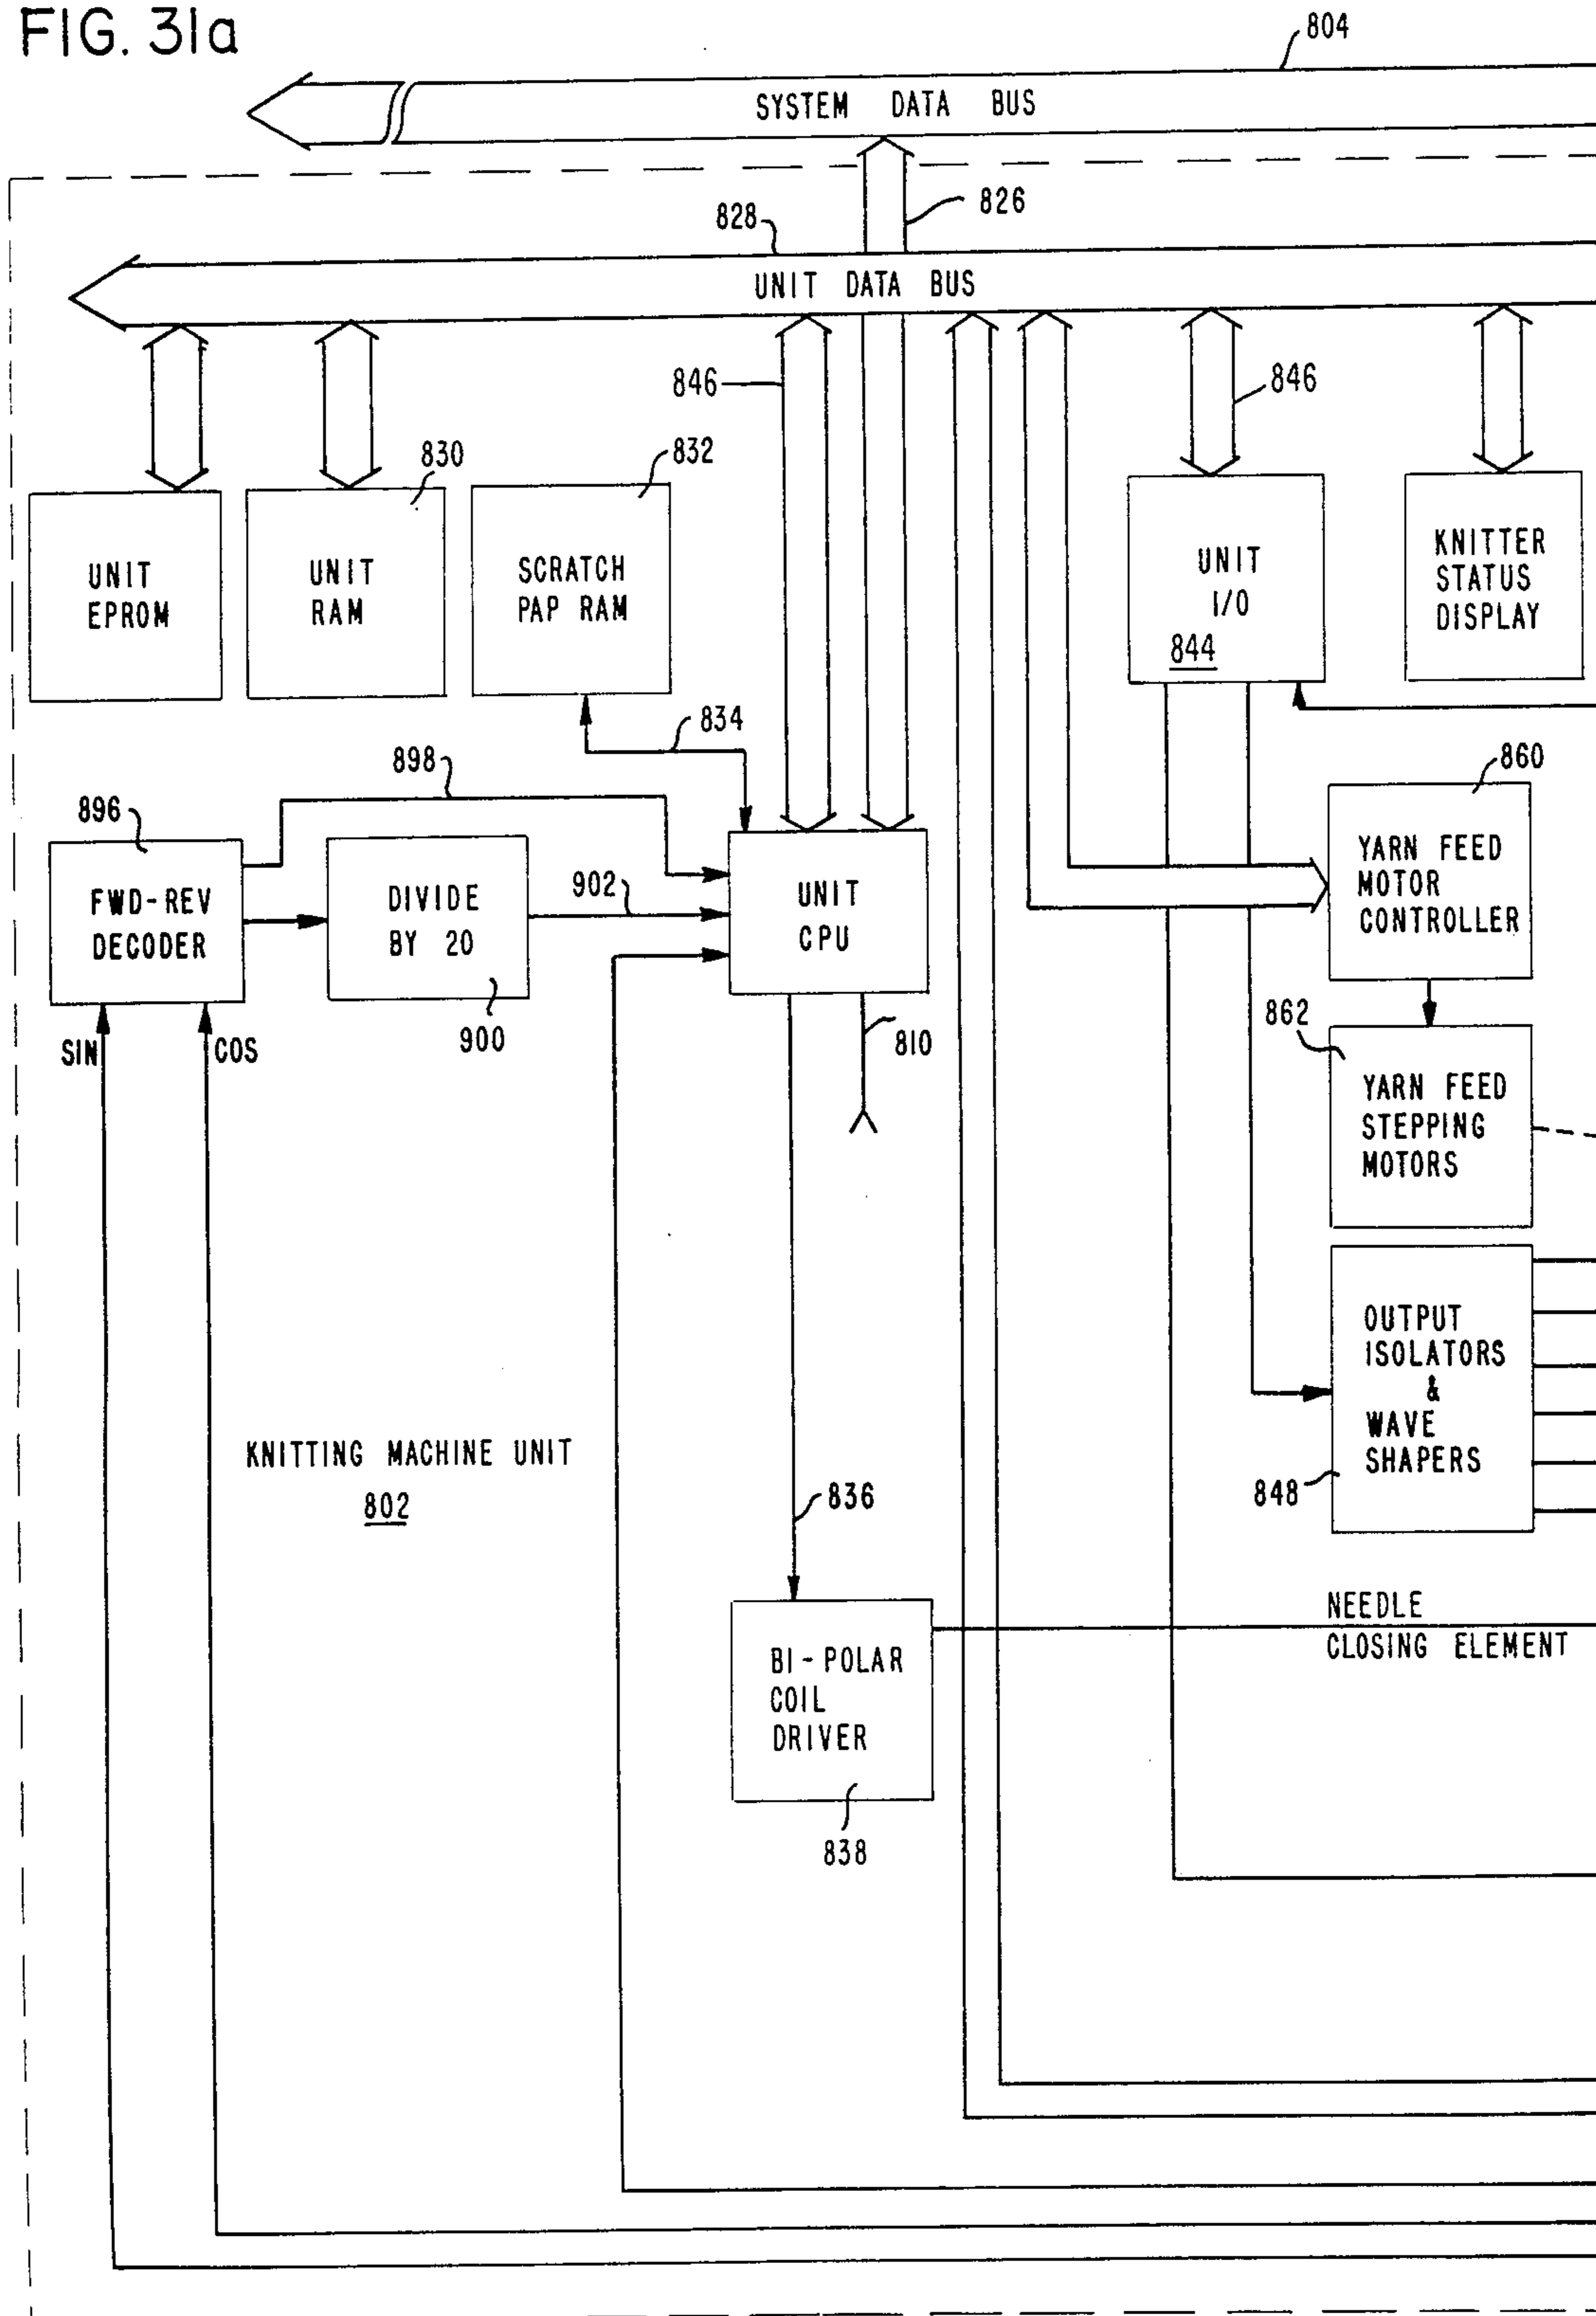 FIG. 31a
804
SYSTEM DATA BUS
826
828
UNIT DATA BUS
846
846
830
832
UNIT
EPROM
UNIT
RAM
SCRATCH
PAP RAM
UNIT
I/O
844
KNITTER
STATUS
DISPLAY
834
898
860
896
FWD-REV
DECODER
DIVIDE
BY 20
902
UNIT
CPU
YARN FEED
MOTOR
CONTROLLER
900
810
862
SIN
COS
YARN FEED
STEPPING
MOTORS
OUTPUT
ISOLATORS
&
WAVE
SHAPERS
848
KNITTING MACHINE UNIT
802
836
NEEDLE
CLOSING ELEMENT
BI-POLAR
COIL
DRIVER
838